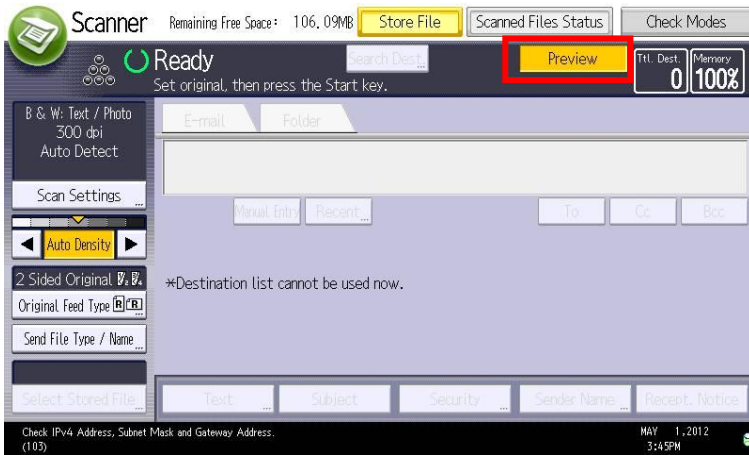 Scanner Remaining Free Space: 106.09MB Store File Scanned Files Status Check Modes
Ready Search Dest. Preview Ttl. Dest. Memory
Set original, then press the Start key. 0 100%
B & W: Text / Photo
300 dpi
Auto Detect
E-mail Folder
Scan Settings
Manual Entry Recent To Cc Bcc
Auto Density
2 Sided Original
*Destination list cannot be used now.
Original Feed Type
Send File Type / Name
Select Stored File Text Subject Security Sender Name Recept. Notice
Check IPv4 Address, Subnet Mask and Gateway Address. MAY 1,2012
(103) 3:45PM